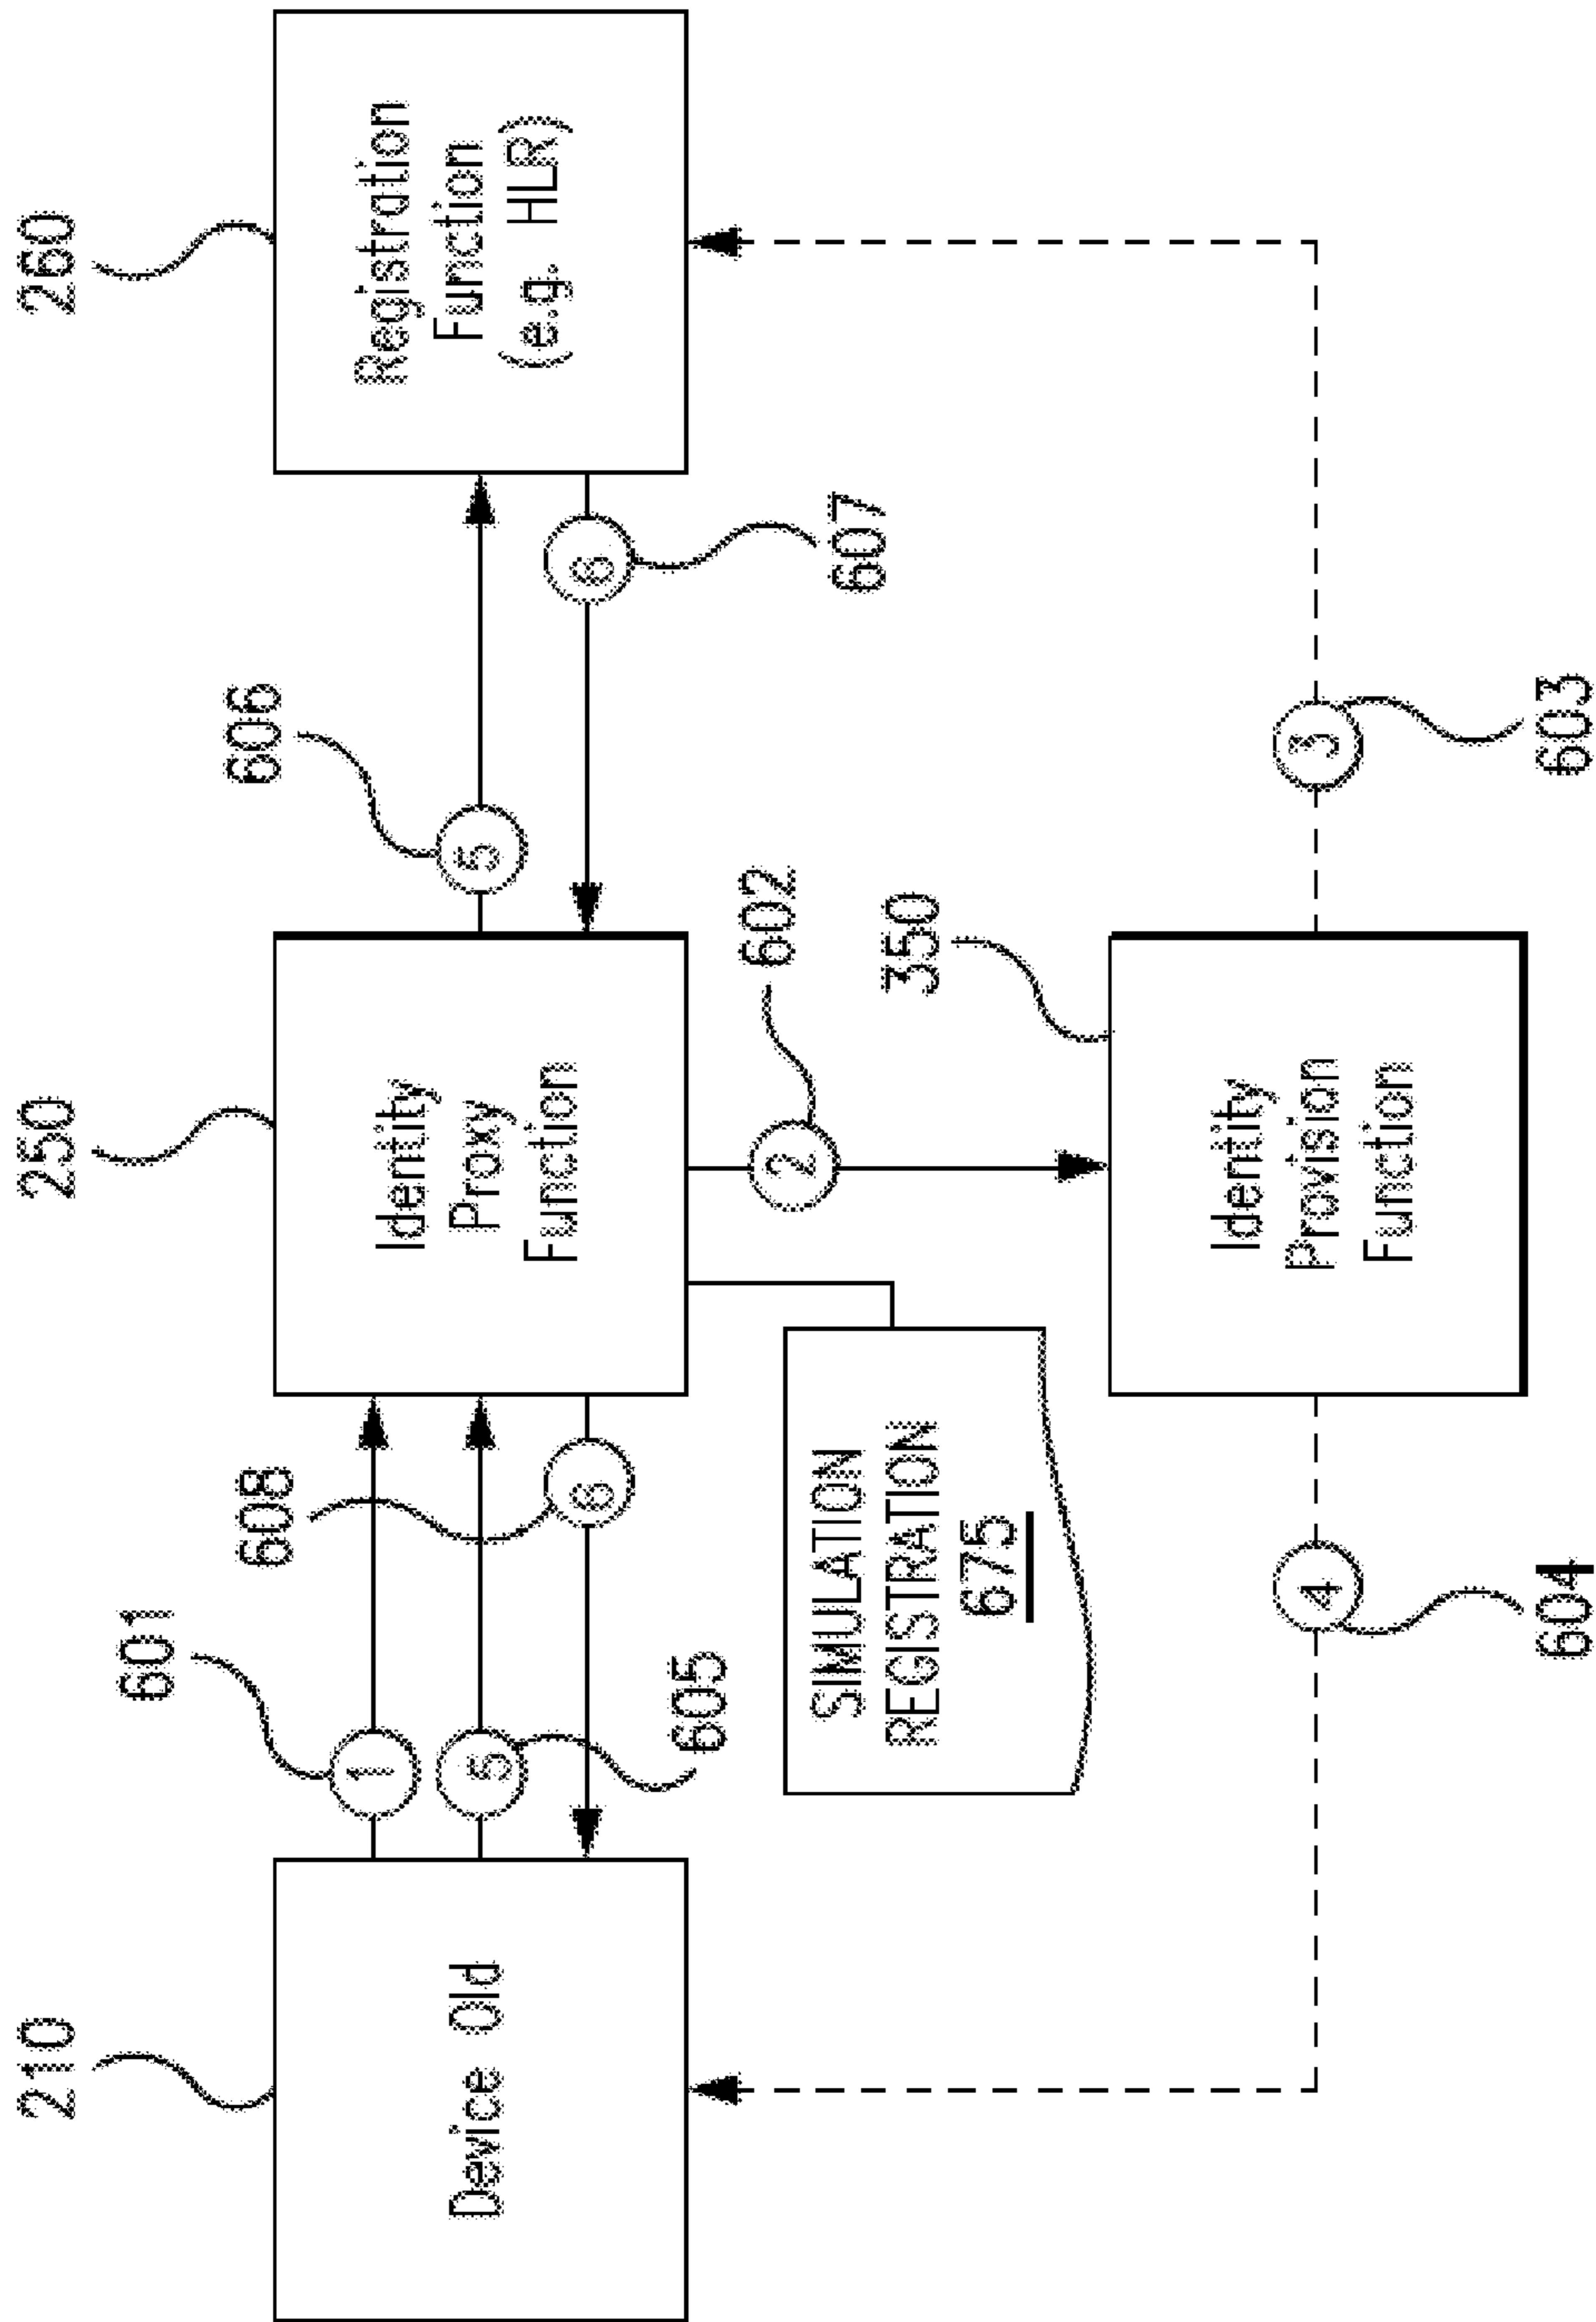 210
250
260
601
608
606
Device Old
Identity
Proxy
Function
Registration
Function
(e.g. HLR)
1
5
5
6
6
605
602
607
2
SIMULATION
REGISTRATION
675
350
Identity
Provision
Function
4
3
604
603